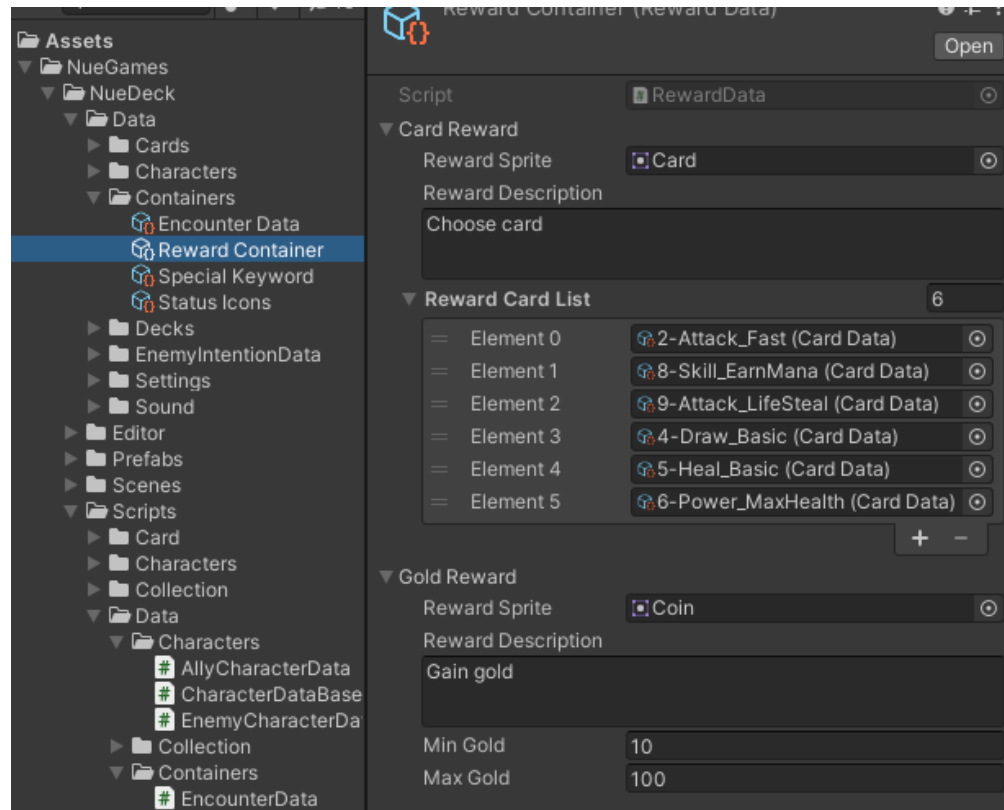 Reward Container (Reward Data)
Open
Assets
NueGames
NueDeck
Data
Cards
Characters
Containers
Encounter Data
Reward Container
Special Keyword
Status Icons
Decks
EnemyIntentionData
Settings
Sound
Editor
Prefabs
Scenes
Scripts
Card
Characters
Collection
Data
Characters
AllyCharacterData
CharacterDataBase
EnemyCharacterDa
Collection
Containers
EncounterData
Script RewardData
Card Reward
Reward Sprite Card
Reward Description
Choose card
Reward Card List 6
Element 0 2-Attack_Fast (Card Data)
Element 1 8-Skill_EarnMana (Card Data)
Element 2 9-Attack_LifeSteal (Card Data)
Element 3 4-Draw_Basic (Card Data)
Element 4 5-Heal_Basic (Card Data)
Element 5 6-Power_MaxHealth (Card Data)
Gold Reward
Reward Sprite Coin
Reward Description
Gain gold
Min Gold 10
Max Gold 100